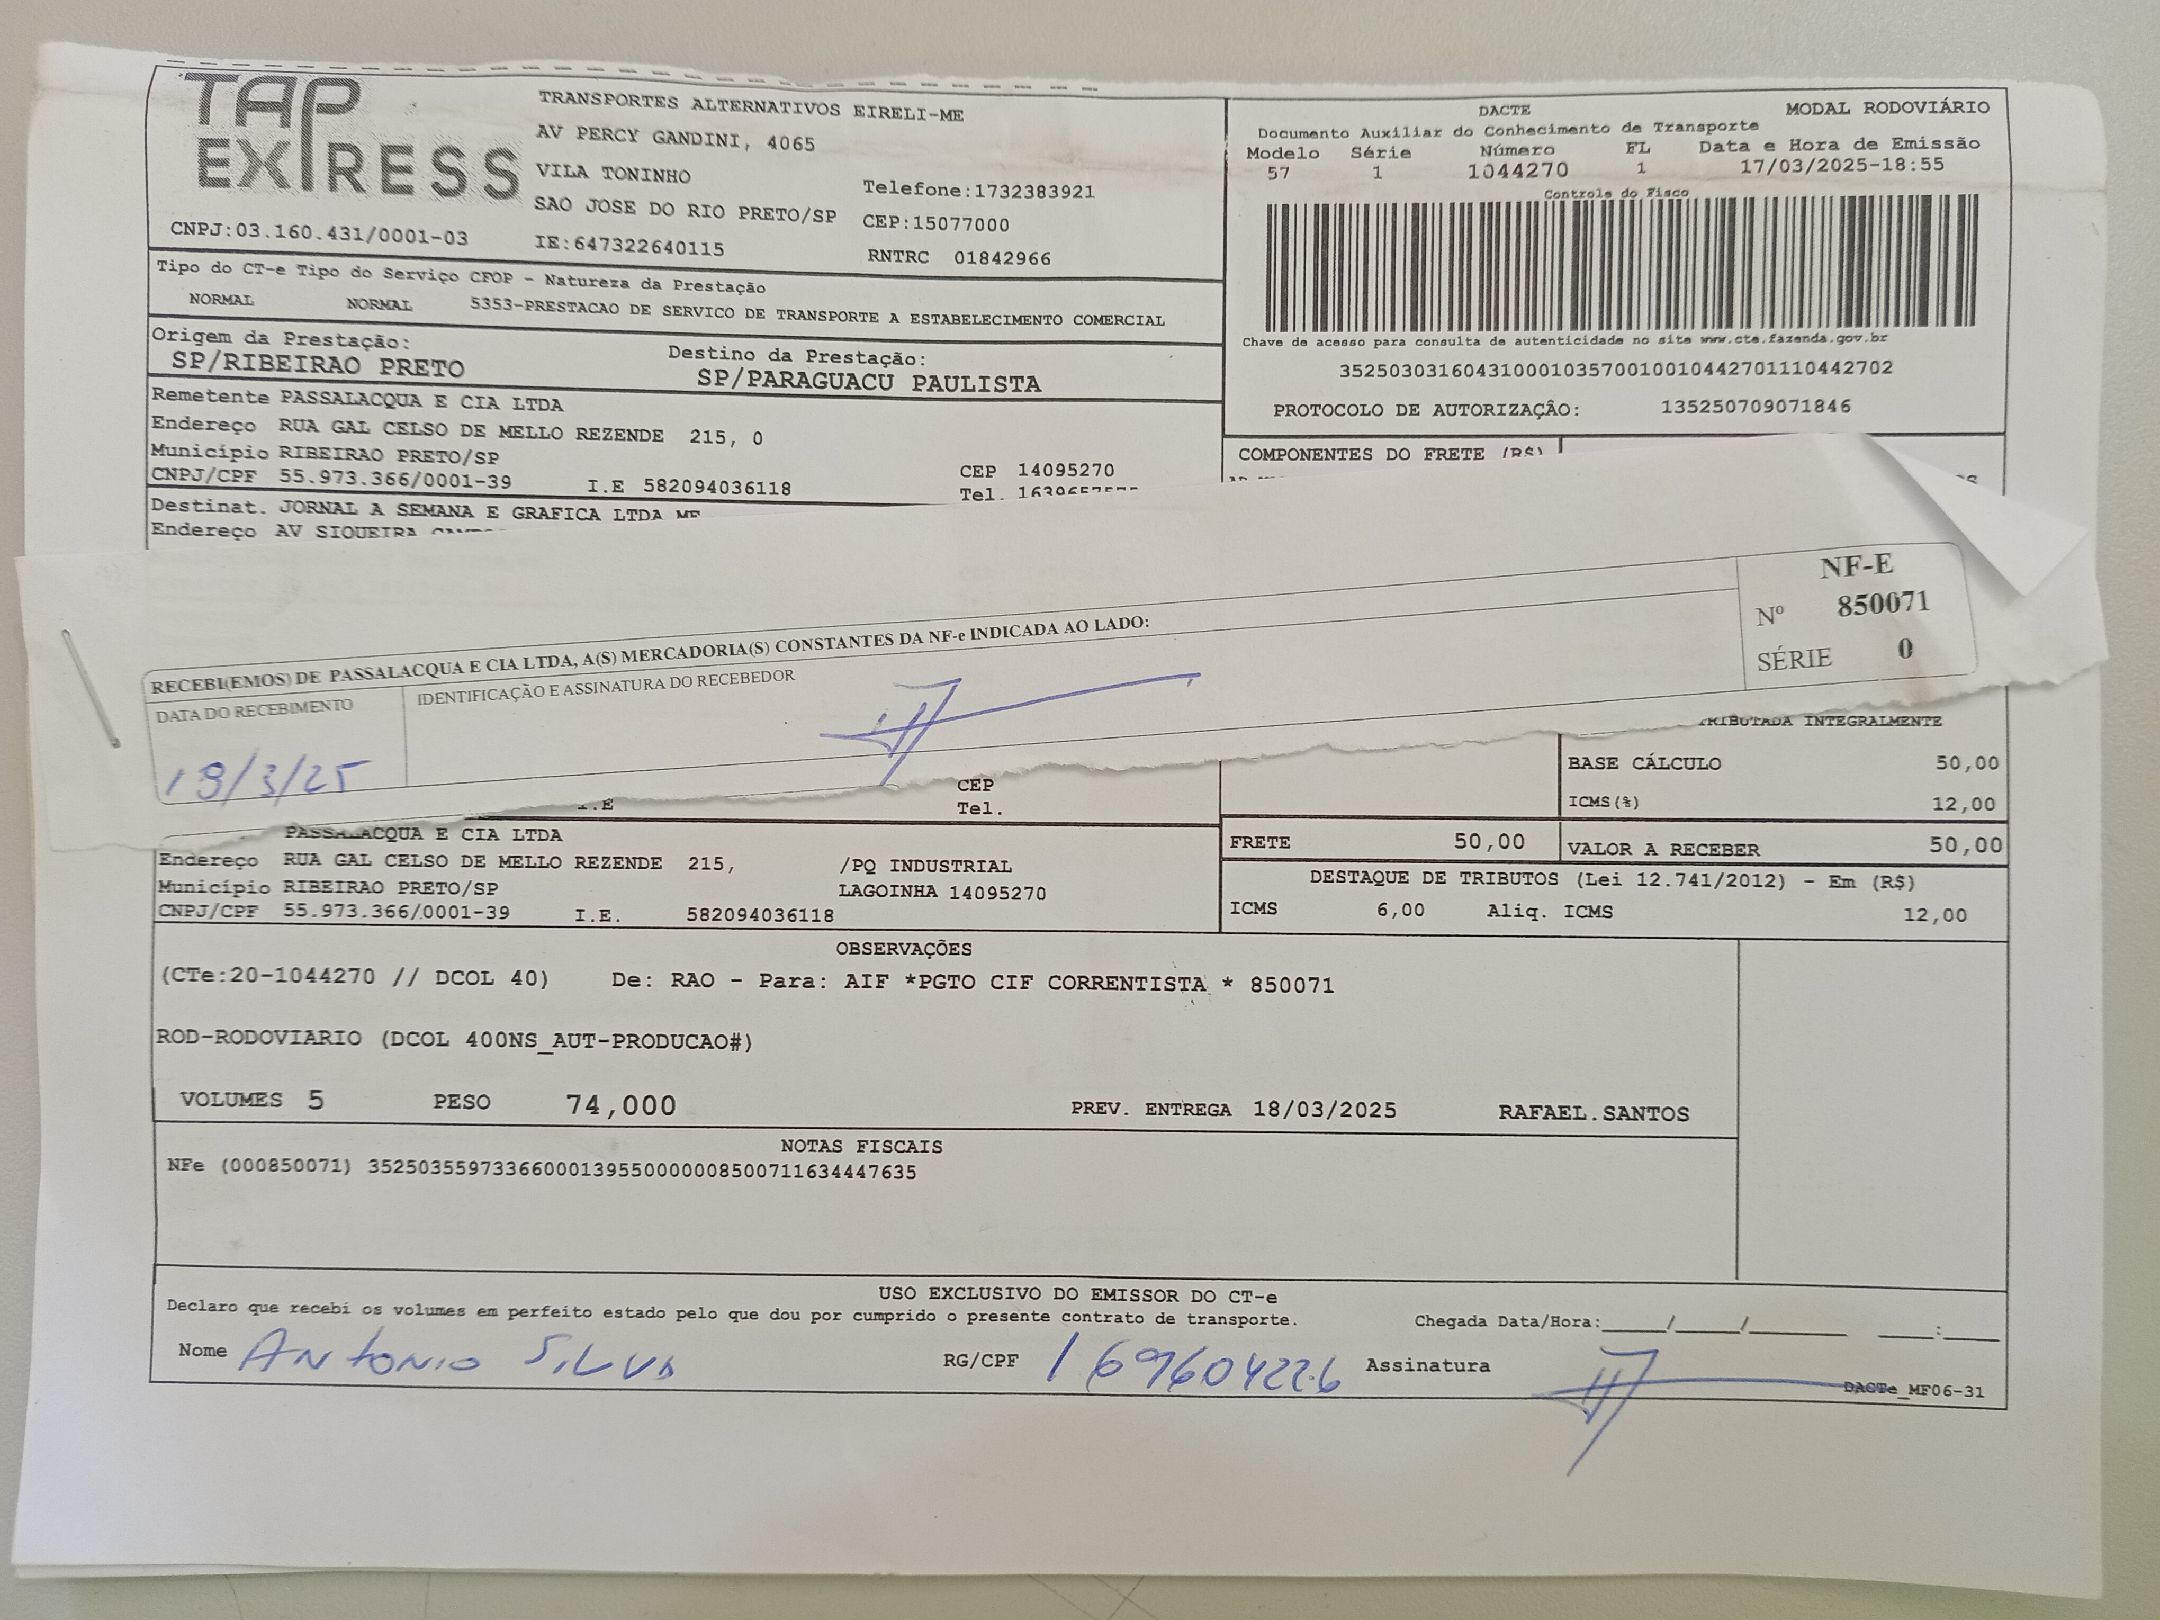 TAP EXPRESS
TRANSPORTES ALTERNATIVOS EIRELI-ME
AV PERCY GANDINI, 4065
VILA TONINHO
Telefone:1732383921
SAO JOSE DO RIO PRETO/SP
CEP:15077000
CNPJ:03.160.431/0001-03
IE:647322640115
RNTRC 01842966
DACTE
MODAL RODOVIÁRIO
Documento Auxiliar do Conhecimento de Transporte
Modelo Série Número FL Data e Hora de Emissão
57 1 1044270 1 17/03/2025-18:55
Controle do Fisco
Chave de acesso para consulta de autenticidade no site www.cte.fazenda.gov.br
35250303160431000103570010010442701110442702
PROTOCOLO DE AUTORIZAÇÃO: 135250709071846
Tipo do CT-e Tipo do Serviço CFOP - Natureza da Prestação
NORMAL NORMAL 5353-PRESTACAO DE SERVICO DE TRANSPORTE A ESTABELECIMENTO COMERCIAL
Origem da Prestação:
SP/RIBEIRAO PRETO
Destino da Prestação:
SP/PARAGUACU PAULISTA
Remetente PASSALACQUA E CIA LTDA
Endereço RUA GAL CELSO DE MELLO REZENDE 215, 0
Município RIBEIRAO PRETO/SP
CEP 14095270
CNPJ/CPF 55.973.366/0001-39 I.E 582094036118
Tel.
COMPONENTES DO FRETE (R$)
Destinat. JORNAL A SEMANA E GRAFICA LTDA ME
Endereço AV SIQUEIRA
NF-E
Nº 850071
SÉRIE 0
RECEBI(EMOS) DE PASSALACQUA E CIA LTDA, A(S) MERCADORIA(S) CONSTANTES DA NF-e INDICADA AO LADO:
DATA DO RECEBIMENTO
IDENTIFICAÇÃO E ASSINATURA DO RECEBEDOR
19/3/25
TRIBUTADA INTEGRALMENTE
BASE CÁLCULO 50,00
ICMS(%) 12,00
I.E
CEP
Tel.
PASSALACQUA E CIA LTDA
Endereço RUA GAL CELSO DE MELLO REZENDE 215, /PQ INDUSTRIAL
Município RIBEIRAO PRETO/SP LAGOINHA 14095270
CNPJ/CPF 55.973.366/0001-39 I.E. 582094036118
FRETE 50,00 VALOR A RECEBER 50,00
DESTAQUE DE TRIBUTOS (Lei 12.741/2012) - Em (R$)
ICMS 6,00 Aliq. ICMS 12,00
OBSERVAÇÕES
(CTe:20-1044270 // DCOL 40) De: RAO - Para: AIF *PGTO CIF CORRENTISTA * 850071
ROD-RODOVIARIO (DCOL 400NS_AUT-PRODUCAO#)
VOLUMES 5 PESO 74,000 PREV. ENTREGA 18/03/2025 RAFAEL.SANTOS
NOTAS FISCAIS
NFe (000850071) 35250355973366000139550000008500711634447635
USO EXCLUSIVO DO EMISSOR DO CT-e
Declaro que recebi os volumes em perfeito estado pelo que dou por cumprido o presente contrato de transporte.
Chegada Data/Hora:_____/_____/_______ ____:____
Nome ANTONIO SILVA RG/CPF 169604226 Assinatura
DACTe_MF06-31